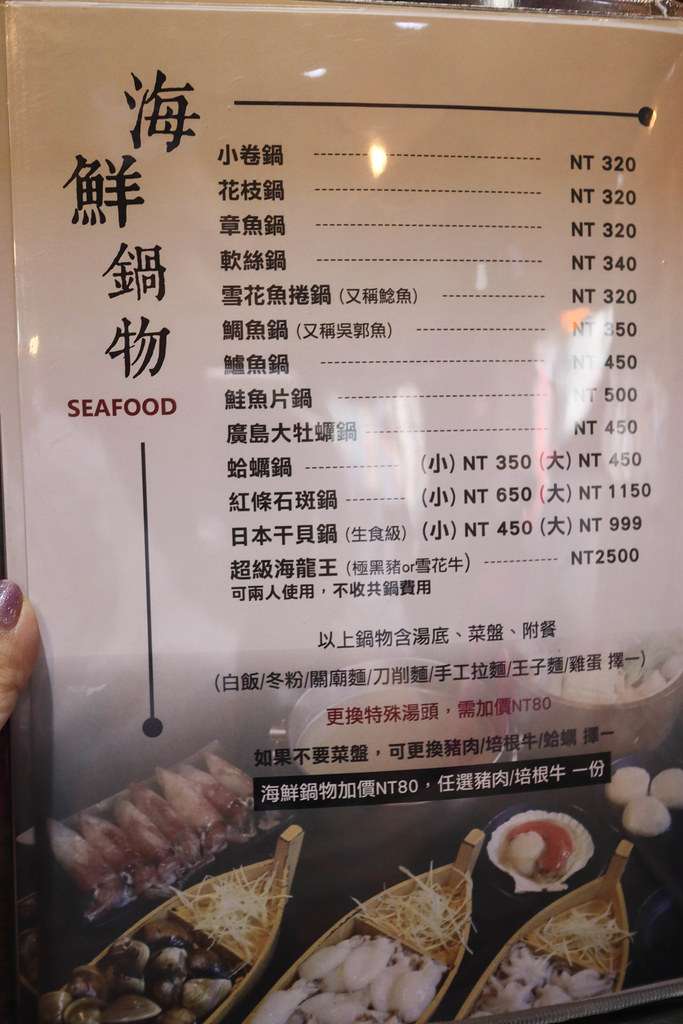 海鮮鍋物
SEAFOOD
小卷鍋 NT 320
花枝鍋 NT 320
章魚鍋 NT 320
軟絲鍋 NT 340
雪花魚捲鍋 (又稱鯰魚) NT 320
鯛魚鍋 (又稱吳郭魚) NT 350
鱸魚鍋 NT 450
鮭魚片鍋 NT 500
廣島大牡蠣鍋 NT 450
蛤蠣鍋 (小) NT 350 (大) NT 450
紅條石斑鍋 (小) NT 650 (大) NT 1150
日本干貝鍋 (生食級) (小) NT 450 (大) NT 999
超級海龍王 (極黑豬or雪花牛) NT2500
可兩人使用，不收共鍋費用
以上鍋物含湯底、菜盤、附餐
(白飯/冬粉/關廟麵/刀削麵/手工拉麵/王子麵/雞蛋 擇一)
更換特殊湯頭，需加價NT80
如果不要菜盤，可更換豬肉/培根牛/蛤蠣 擇一
海鮮鍋物加價NT80，任選豬肉/培根牛 一份